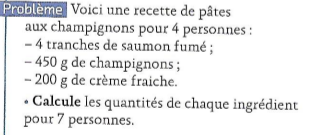 Problème Voici une recette de pâtes
aux champignons pour 4 personnes :
– 4 tranches de saumon fumé ;
– 450 g de champignons ;
– 200 g de crème fraiche.
• Calcule les quantités de chaque ingrédient
pour 7 personnes.